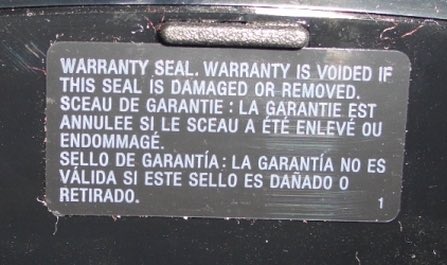 WARRANTY SEAL. WARRANTY IS VOIDED IF
THIS SEAL IS DAMAGED OR REMOVED.
SCEAU DE GARANTIE : LA GARANTIE EST
ANNULEE SI LE SCEAU A ÉTÉ ENLEVÉ OU
ENDOMMAGÉ.
SELLO DE GARANTÍA: LA GARANTÍA NO ES
VÁLIDA SI ESTE SELLO ES DAÑADO O
RETIRADO. 1